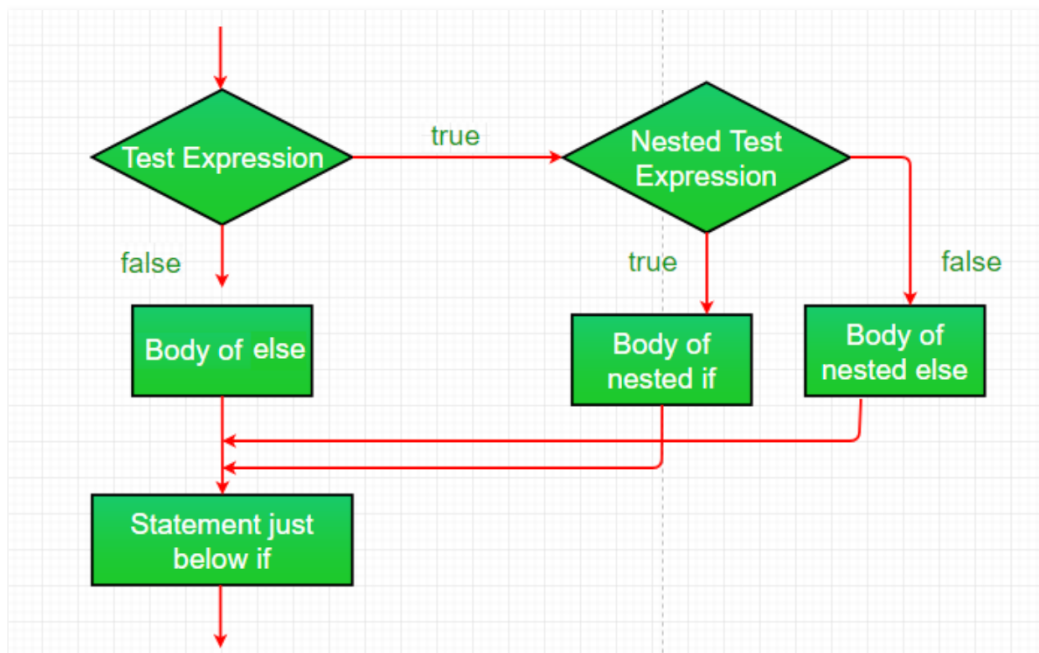 true
Test Expression
Nested Test
Expression
false
true
false
Body of else
Body of
nested if
Body of
nested else
Statement just
below if